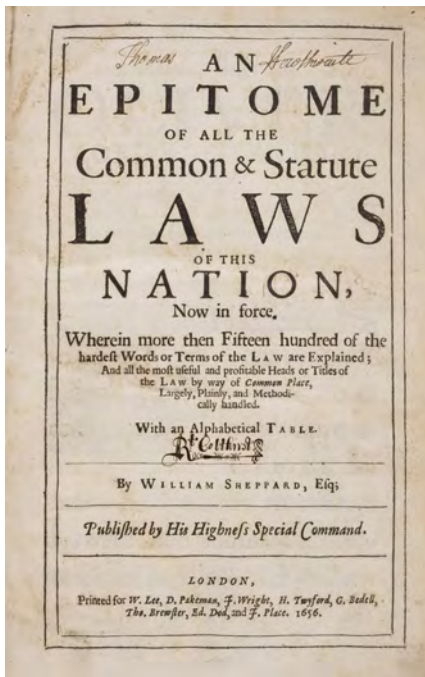 Thomas AN Hawthwaite
EPITOME
OF ALL THE
Common & Statute
LAWS
OF THIS
NATION,
Now in force.
Wherein more then Fifteen hundred of the
hardeſt Words or Terms of the LAW are Explained;
And all the moſt uſeful and profitable Heads or Titles of
the LAW by way of Common Place,
Largely, Plainly, and Methodi-
cally handled.
With an Alphabetical TABLE.
By WILLIAM SHEPPARD, Eſq;
Publiſhed by His Highneſs Special Command.
LONDON,
Printed for W. Lee, D. Pakeman, J. Wright, H. Twyford, G. Bedell,
Tho. Brewſter, Ed. Dod, and J. Place. 1656.